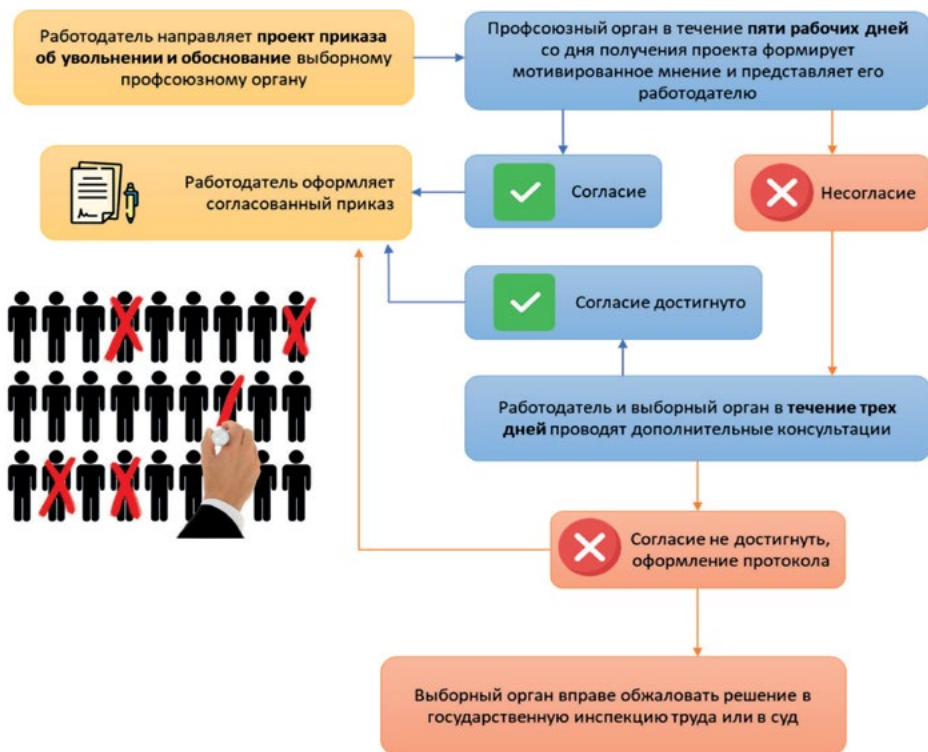 Работодатель направляет проект приказа
об увольнении и обоснование выборному
профсоюзному органу
Профсоюзный орган в течение пяти рабочих дней
со дня получения проекта формирует
мотивированное мнение и представляет его
работодателю
Работодатель оформляет
согласованный приказ
Согласие
Несогласие
Согласие достигнуто
Работодатель и выборный орган в течение трех
дней проводят дополнительные консультации
Согласие не достигнуть,
оформление протокола
Выборный орган вправе обжаловать решение в
государственную инспекцию труда или в суд